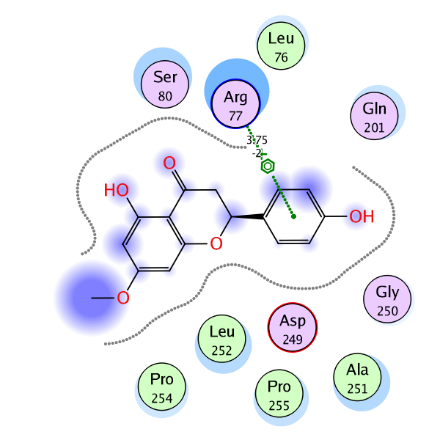 Leu
76
Ser
80
Arg
77
Gln
201
3.75
-2.
O
HO
O
OH
O
Gly
250
Asp
249
Leu
252
Ala
251
Pro
254
Pro
255